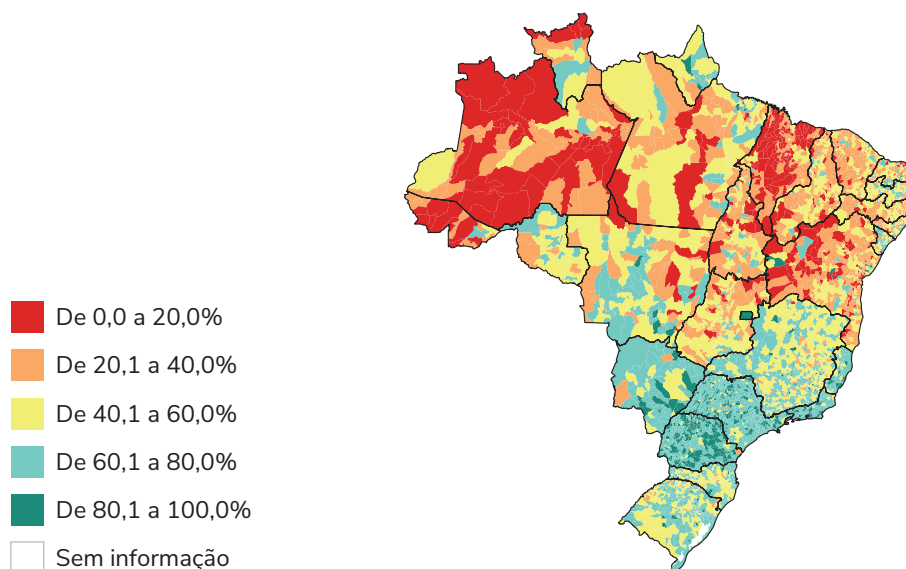 De 0,0 a 20,0%
De 20,1 a 40,0%
De 40,1 a 60,0%
De 60,1 a 80,0%
De 80,1 a 100,0%
Sem informação